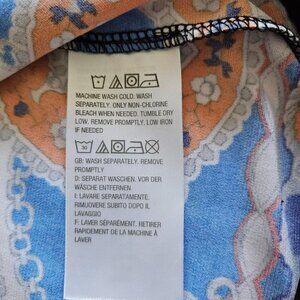 MACHINE WASH COLD. WASH
SEPARATELY. ONLY NON-CHLORINE
BLEACH WHEN NEEDED. TUMBLE DRY
LOW. REMOVE PROMPTLY. LOW IRON
IF NEEDED
30
GB: WASH SEPARATELY. REMOVE
PROMPTLY
D: SEPARAT WASCHEN. VOR DER
WÄSCHE ENTFERNEN
I: LAVARE SEPARATAMENTE.
RIMUOVERE SUBITO DOPO IL
LAVAGGIO
F: LAVER SÉPARÉMENT. RETIRER
RAPIDEMENT DE LA MACHINE À
LAVER